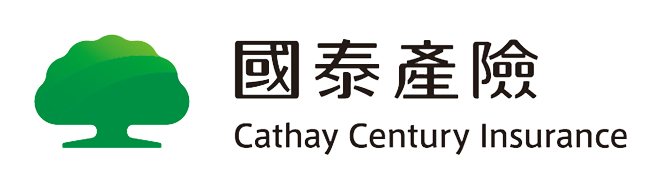 國泰產險
Cathay Century Insurance